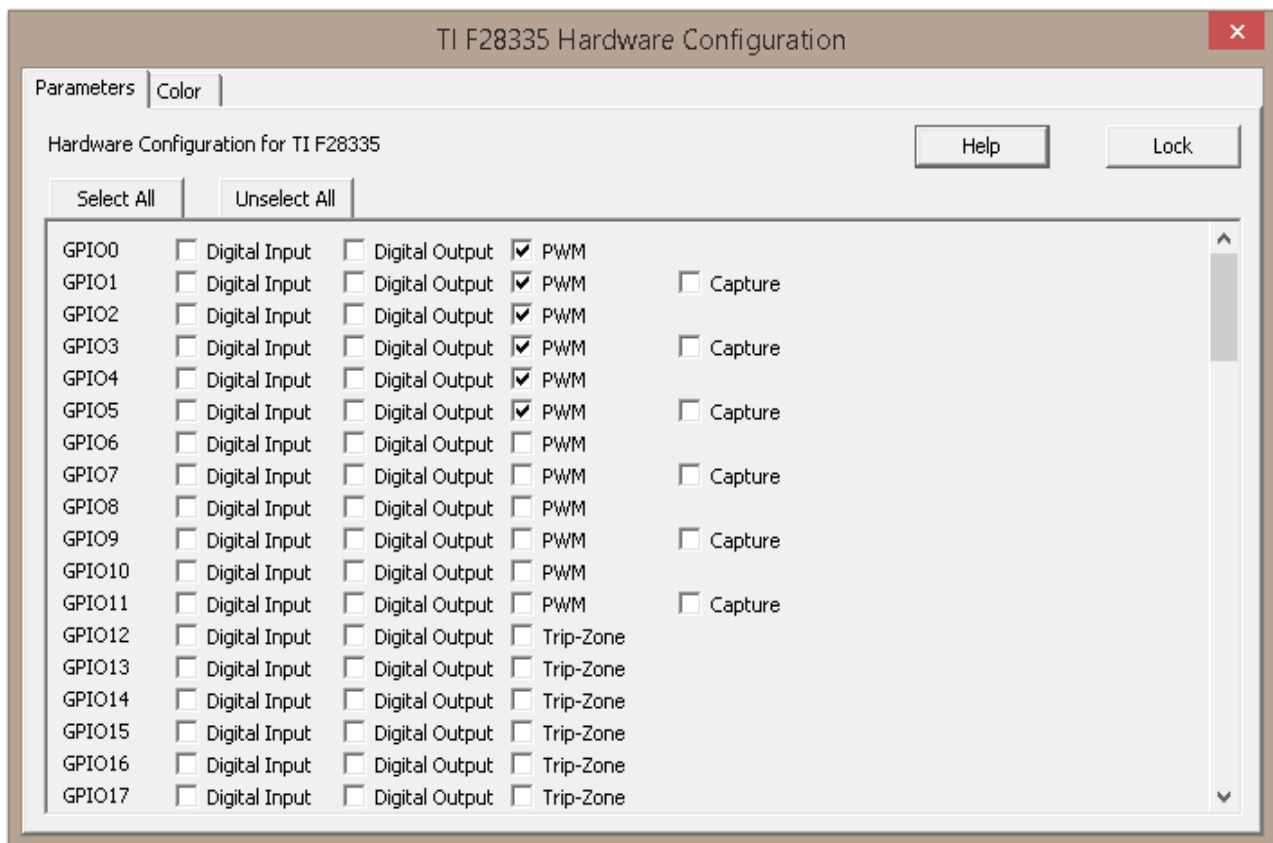 TI F28335 Hardware Configuration
Parameters Color
Hardware Configuration for TI F28335 Help Lock
Select All Unselect All
GPIO0 Digital Input Digital Output PWM
GPIO1 Digital Input Digital Output PWM Capture
GPIO2 Digital Input Digital Output PWM
GPIO3 Digital Input Digital Output PWM Capture
GPIO4 Digital Input Digital Output PWM
GPIO5 Digital Input Digital Output PWM Capture
GPIO6 Digital Input Digital Output PWM
GPIO7 Digital Input Digital Output PWM Capture
GPIO8 Digital Input Digital Output PWM
GPIO9 Digital Input Digital Output PWM Capture
GPIO10 Digital Input Digital Output PWM
GPIO11 Digital Input Digital Output PWM Capture
GPIO12 Digital Input Digital Output Trip-Zone
GPIO13 Digital Input Digital Output Trip-Zone
GPIO14 Digital Input Digital Output Trip-Zone
GPIO15 Digital Input Digital Output Trip-Zone
GPIO16 Digital Input Digital Output Trip-Zone
GPIO17 Digital Input Digital Output Trip-Zone